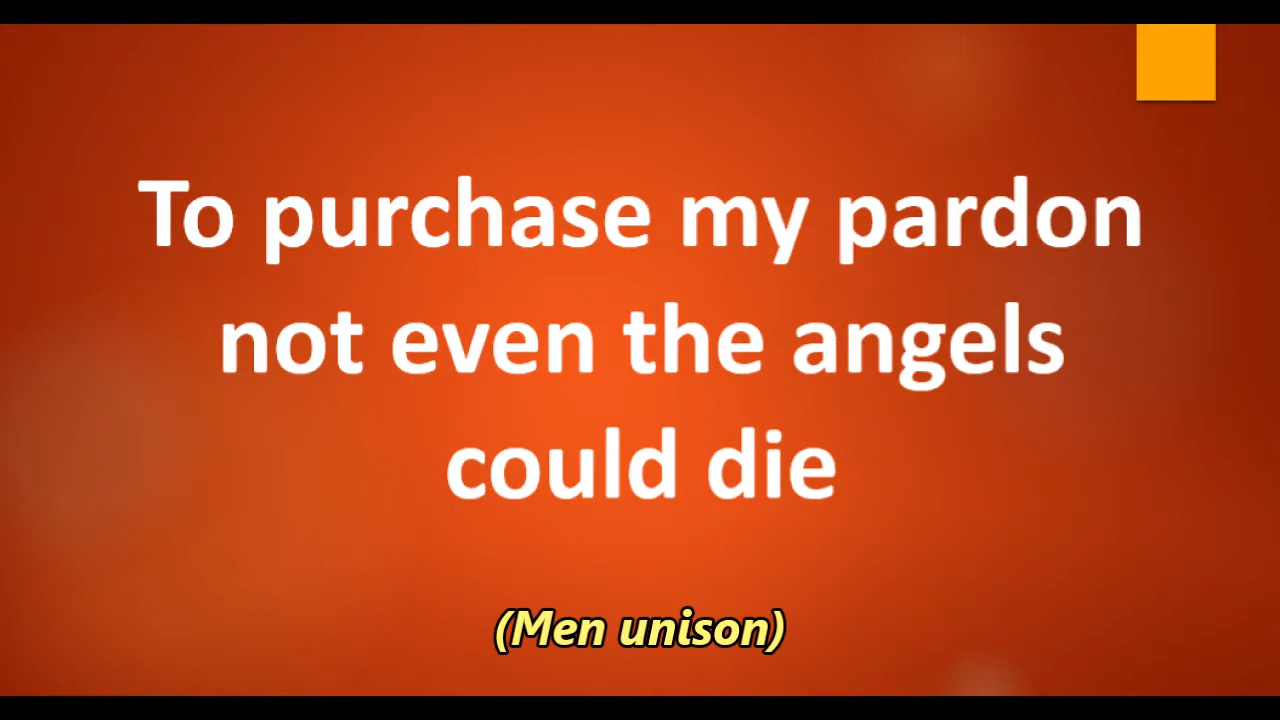 To purchase my pardon
not even the angels
could die
(Men unison)